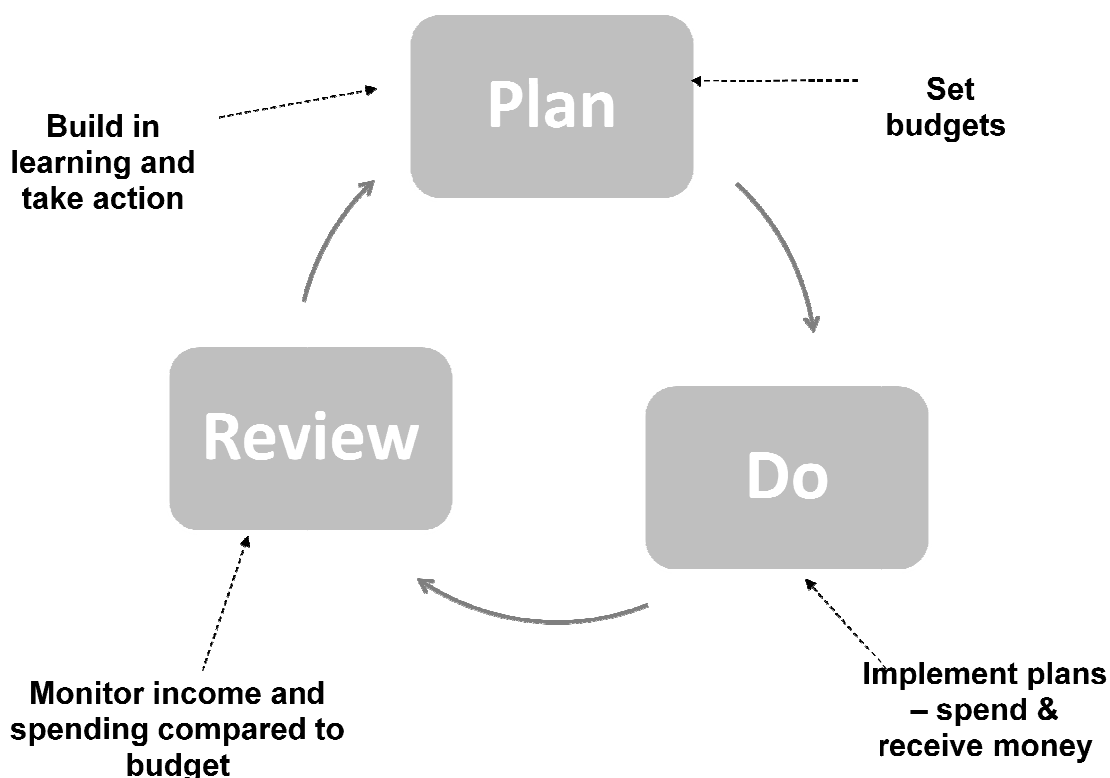 Plan
Set
budgets
Build in
learning and
take action
Review
Do
Monitor income and
spending compared to
budget
Implement plans
– spend &
receive money